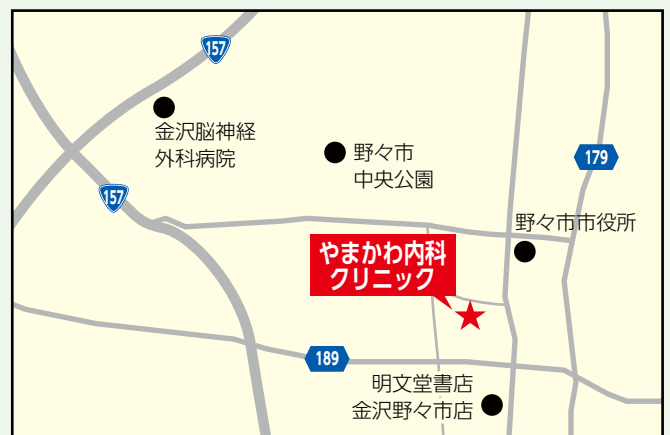 157
金沢脳神経
外科病院
野々市
中央公園
179
157
野々市市役所
やまかわ内科
クリニック
189
明文堂書店
金沢野々市店